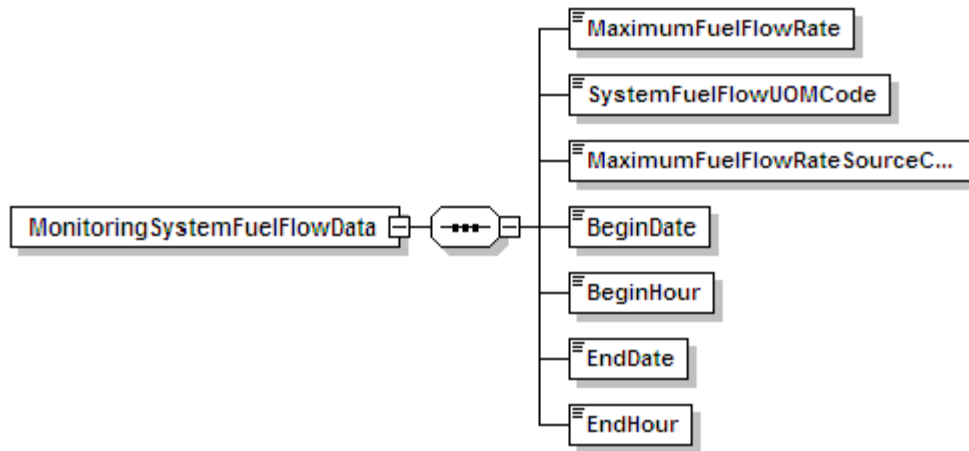 MaximumFuelFlowRate
SystemFuelFlowUOMCode
MaximumFuelFlowRateSourceC...
MonitoringSystemFuelFlowData
BeginDate
BeginHour
EndDate
EndHour